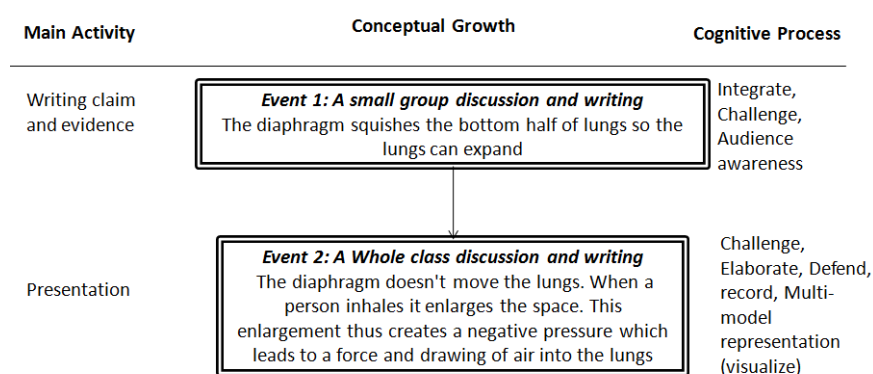 Main Activity
Conceptual Growth
Cognitive Process
Writing claim
and evidence
Event 1: A small group discussion and writing
The diaphragm squishes the bottom half of lungs so the
lungs can expand
Integrate,
Challenge,
Audience
awareness
Presentation
Event 2: A Whole class discussion and writing
The diaphragm doesn't move the lungs. When a
person inhales it enlarges the space. This
enlargement thus creates a negative pressure which
leads to a force and drawing of air into the lungs
Challenge,
Elaborate, Defend,
record, Multi-
model
representation
(visualize)